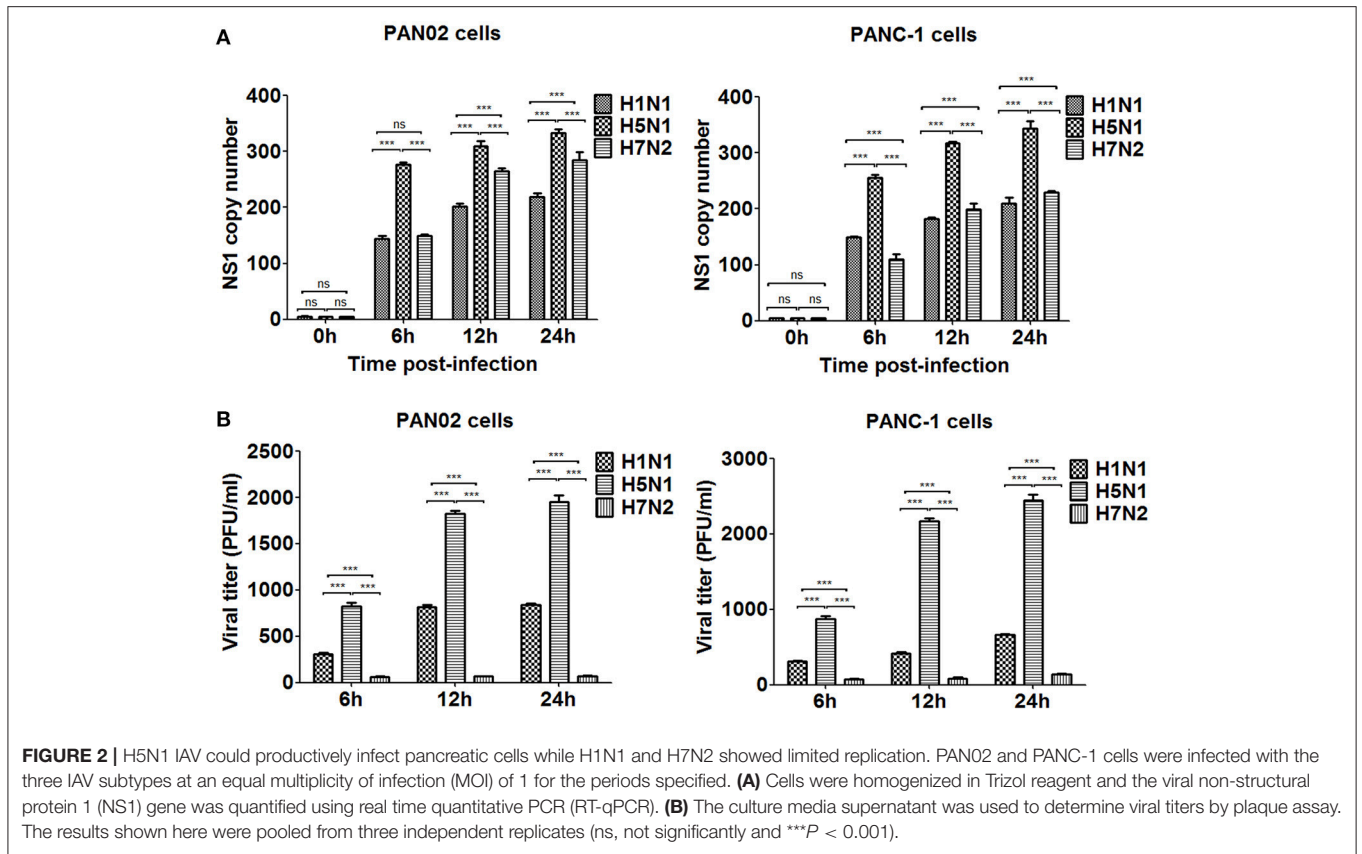 A
PAN02 cells
NS1 copy number
400
300
200
100
0
ns
ns
ns
ns
***
***
***
***
***
***
***
***
H1N1
H5N1
H7N2
0h
6h
12h
24h
Time post-infection
PANC-1 cells
NS1 copy number
400
300
200
100
0
ns
ns
ns
***
***
***
***
***
***
***
***
***
H1N1
H5N1
H7N2
0h
6h
12h
24h
Time post-infection
B
PAN02 cells
Viral titer (PFU/ml)
2500
2000
1500
1000
500
0
***
***
***
***
***
***
***
***
***
H1N1
H5N1
H7N2
6h
12h
24h
PANC-1 cells
Viral titer (PFU/ml)
3000
2000
1000
0
***
***
***
***
***
***
***
***
***
H1N1
H5N1
H7N2
6h
12h
24h
FIGURE 2 | H5N1 IAV could productively infect pancreatic cells while H1N1 and H7N2 showed limited replication. PAN02 and PANC-1 cells were infected with the
three IAV subtypes at an equal multiplicity of infection (MOI) of 1 for the periods specified. (A) Cells were homogenized in Trizol reagent and the viral non-structural
protein 1 (NS1) gene was quantified using real time quantitative PCR (RT-qPCR). (B) The culture media supernatant was used to determine viral titers by plaque assay.
The results shown here were pooled from three independent replicates (ns, not significantly and ***P < 0.001).